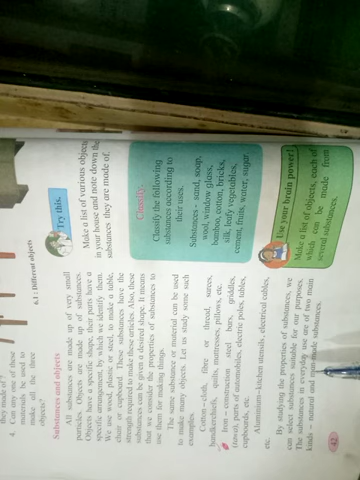 they made of?
4. Can any one of these
materials be used to
make all the three
objects?
6.1 : Different objects
Substances and objects
All substances are made up of very small
particles. Objects are made up of substances.
Objects have a specific shape, their parts have a
specific arrangement, by which we identify them.
We use wood, plastic or steel, to make a table,
chair or cupboard. These substances have the
strength required to make these articles. Also, these
substances can be given the desired shape. It means
that we consider the properties of substances to
use them for making things.
The same substance or material can be used
to make many objects. Let us study some such
examples.
Cotton - cloth, fibre or thread, sarees,
handkerchiefs, quilts, mattresses, pillows, etc.
Iron - construction steel bars, griddles,
(tawa), parts of automobiles, electric poles, tables,
cupboards, etc.
Aluminium - kitchen utensils, electrical cables,
etc.
By studying the properties of substances, we
can select substances suitable for our purposes.
The substances in everyday use are of two main
kinds - natural and man-made substances.
42
Try this.
Make a list of various objects
in your house and note down the
substances they are made of.
Classify.
Classify the following
substances according to
their uses.
Substances - sand, soap,
wool, window glass,
bamboo, cotton, bricks,
silk, leafy vegetables,
cement, fruits, water, sugar
Use your brain power!
Make a list of objects, each of
which can be made from
several substances.